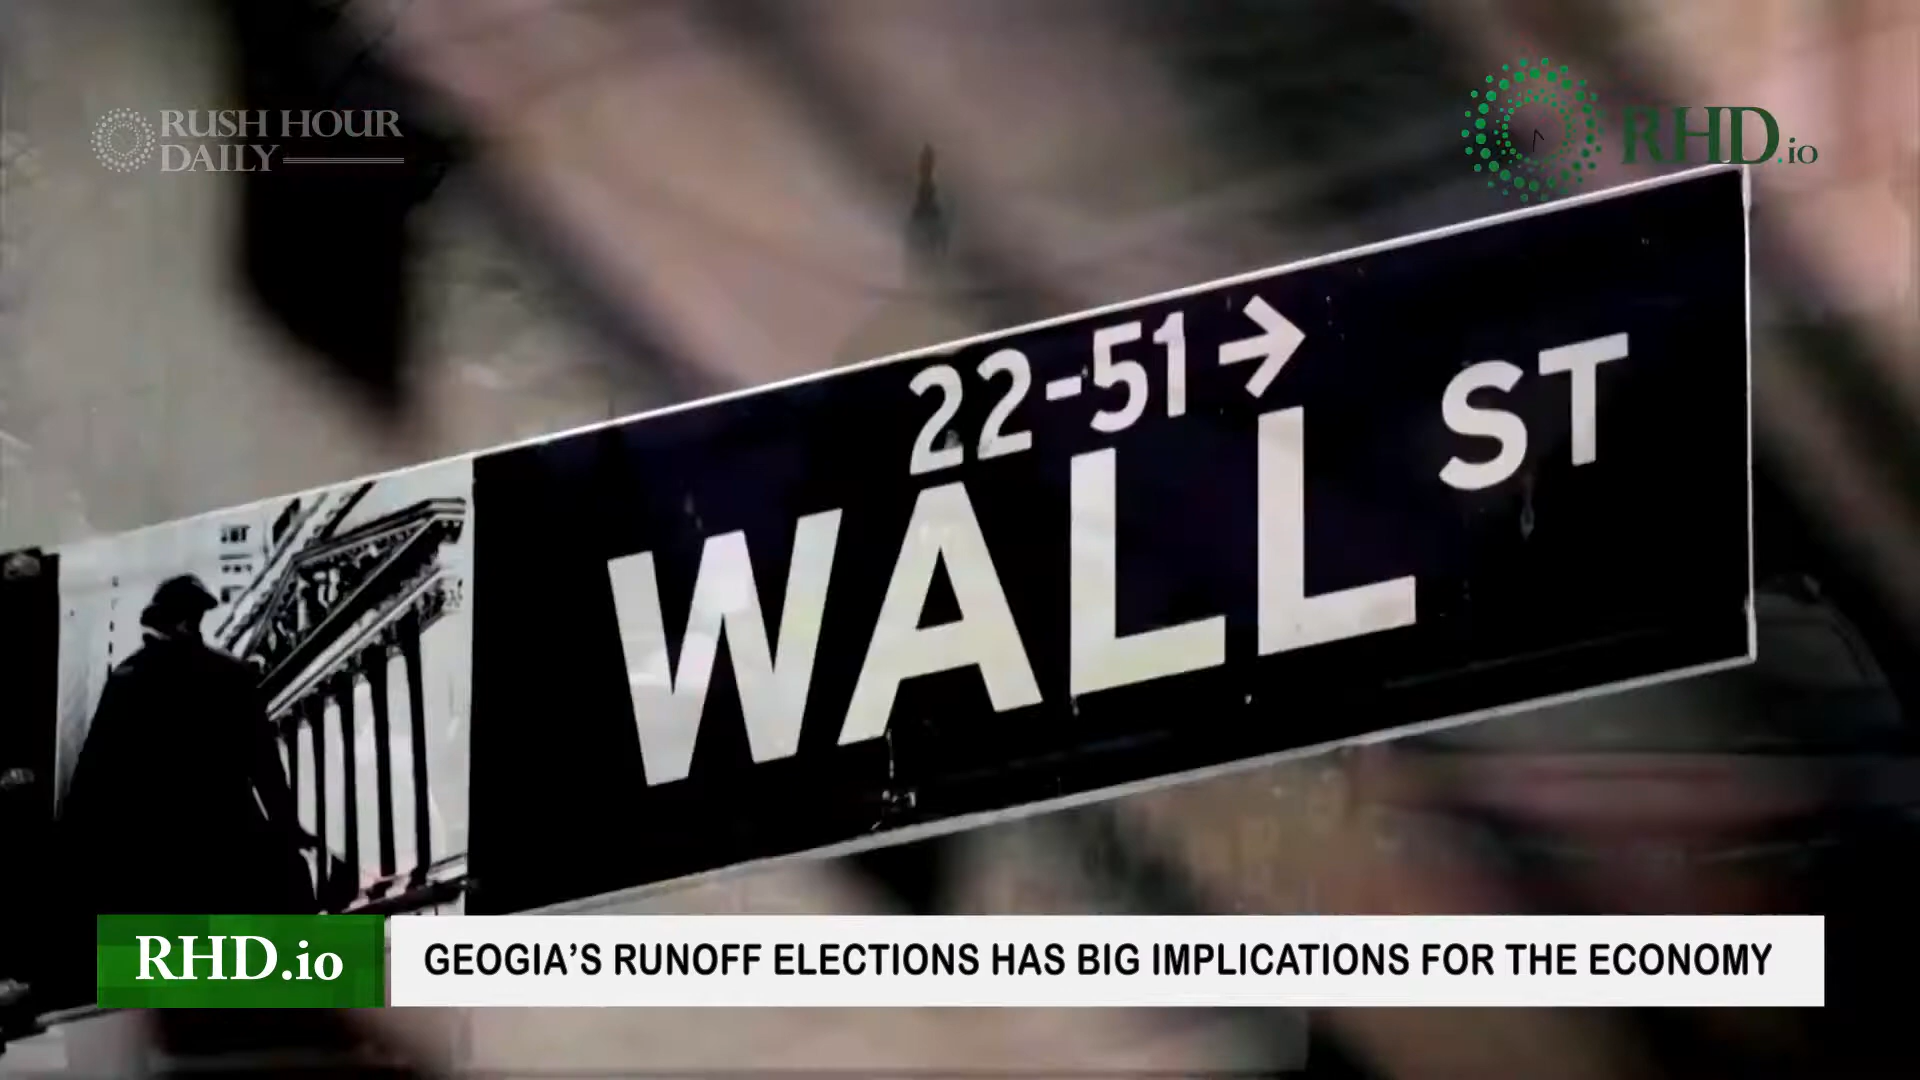 RUSH HOUR
DAILY
RHD.io
22-51→
WALL ST
RHD.io
GEOGIA'S RUNOFF ELECTIONS HAS BIG IMPLICATIONS FOR THE ECONOMY